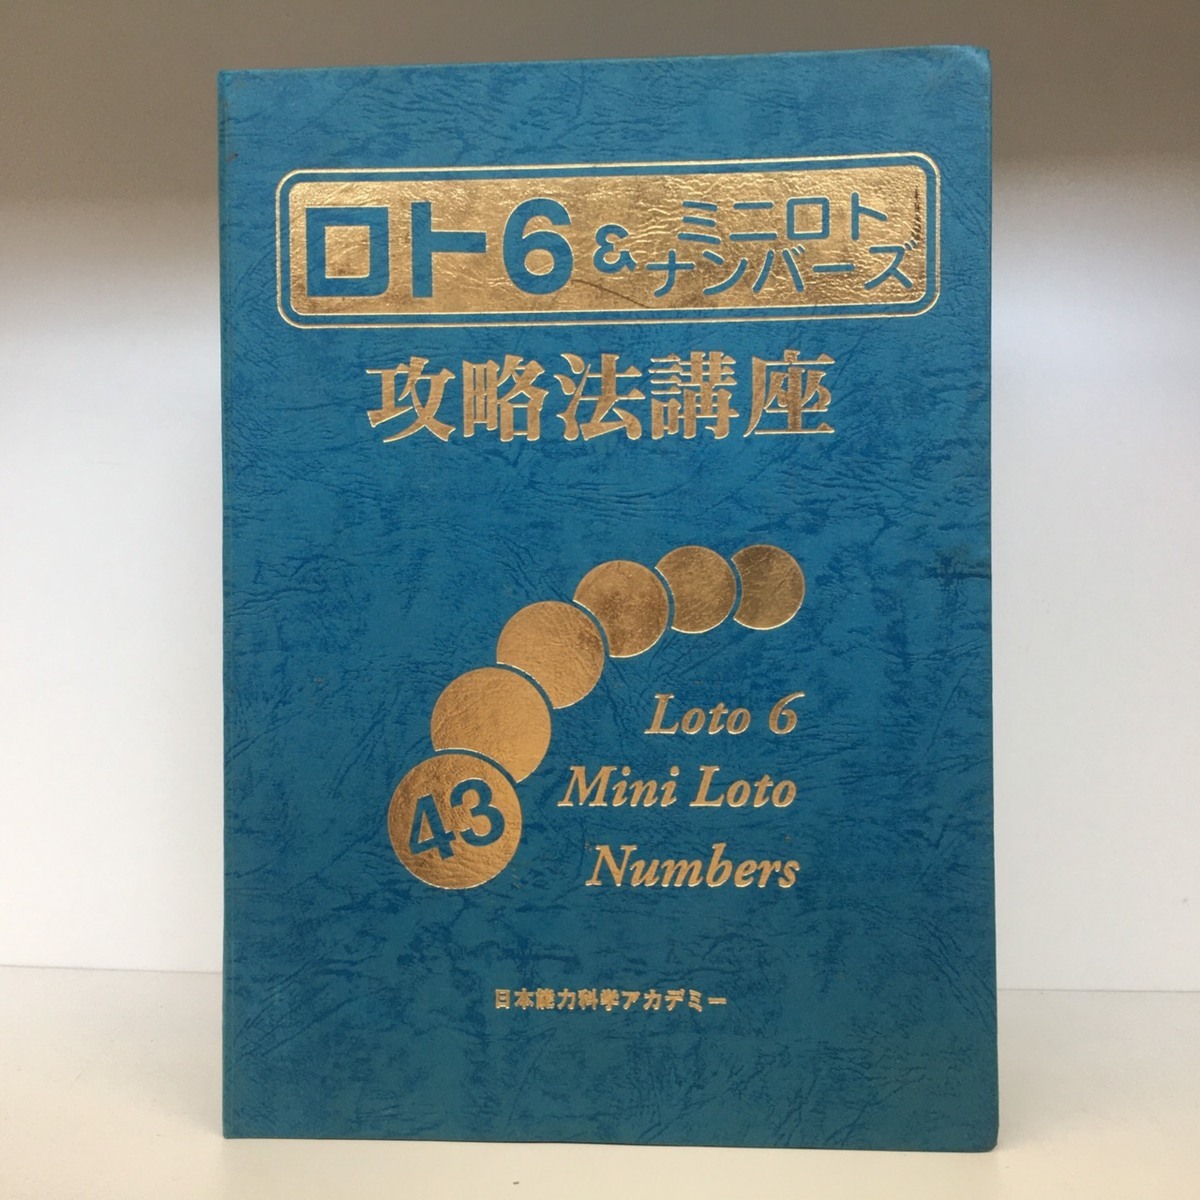 ロト6&ミニロト
ナンバーズ
攻略法講座
43
Loto 6
Mini Loto
Numbers
日本能力科学アカデミー